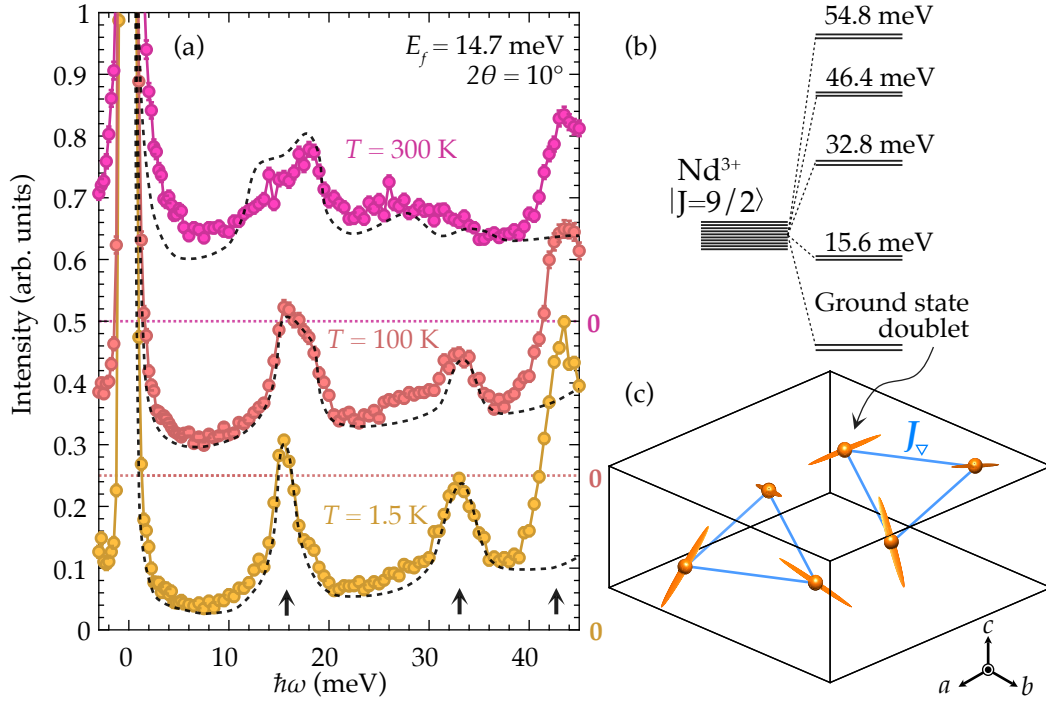 (a)
E_f = 14.7 meV
2θ = 10°
T = 300 K
T = 100 K
T = 1.5 K
1
0.9
0.8
0.7
0.6
0.5
0.4
0.3
0.2
0.1
0
0
0
0
Intensity (arb. units)
0
10
20
30
40
ħω (meV)
(b)
54.8 meV
46.4 meV
32.8 meV
15.6 meV
Nd³⁺
|J=9/2⟩
Ground state
doublet
(c)
J▽
c
a
b